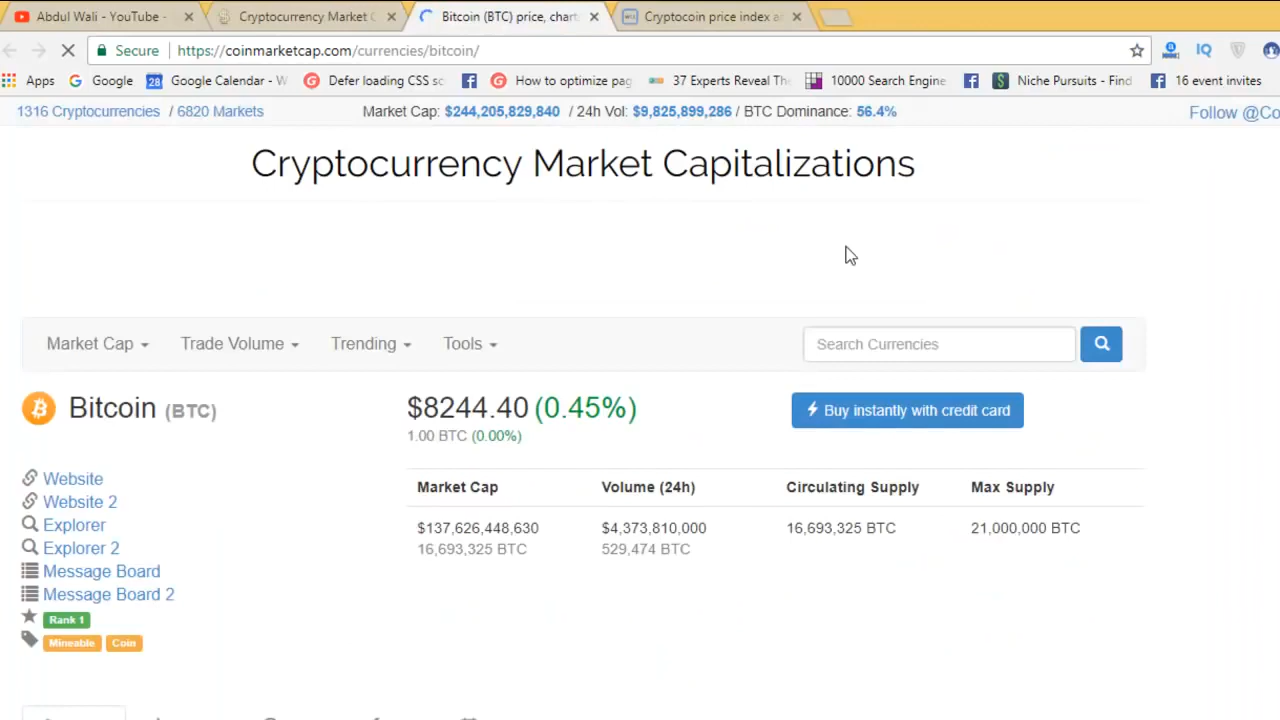 Abdul Wali - YouTube -
Cryptocurrency Market C
Bitcoin (BTC) price, chart
Cryptocoin price index a
Secure https://coinmarketcap.com/currencies/bitcoin/
IQ
Apps Google 28 Google Calendar - W Defer loading CSS sc How to optimize pag 37 Experts Reveal The 10000 Search Engine Niche Pursuits - Find 16 event invites
1316 Cryptocurrencies / 6820 Markets Market Cap: $244,205,829,840 / 24h Vol: $9,825,899,286 / BTC Dominance: 56.4% Follow @Co
Cryptocurrency Market Capitalizations
Market Cap Trade Volume Trending Tools Search Currencies
Bitcoin (BTC) $8244.40 (0.45%) Buy instantly with credit card
1.00 BTC (0.00%)
Website
Website 2
Explorer
Explorer 2
Message Board
Message Board 2
Rank 1
Mineable Coin
Market Cap Volume (24h) Circulating Supply Max Supply
$137,626,448,630 $4,373,810,000 16,693,325 BTC 21,000,000 BTC
16,693,325 BTC 529,474 BTC